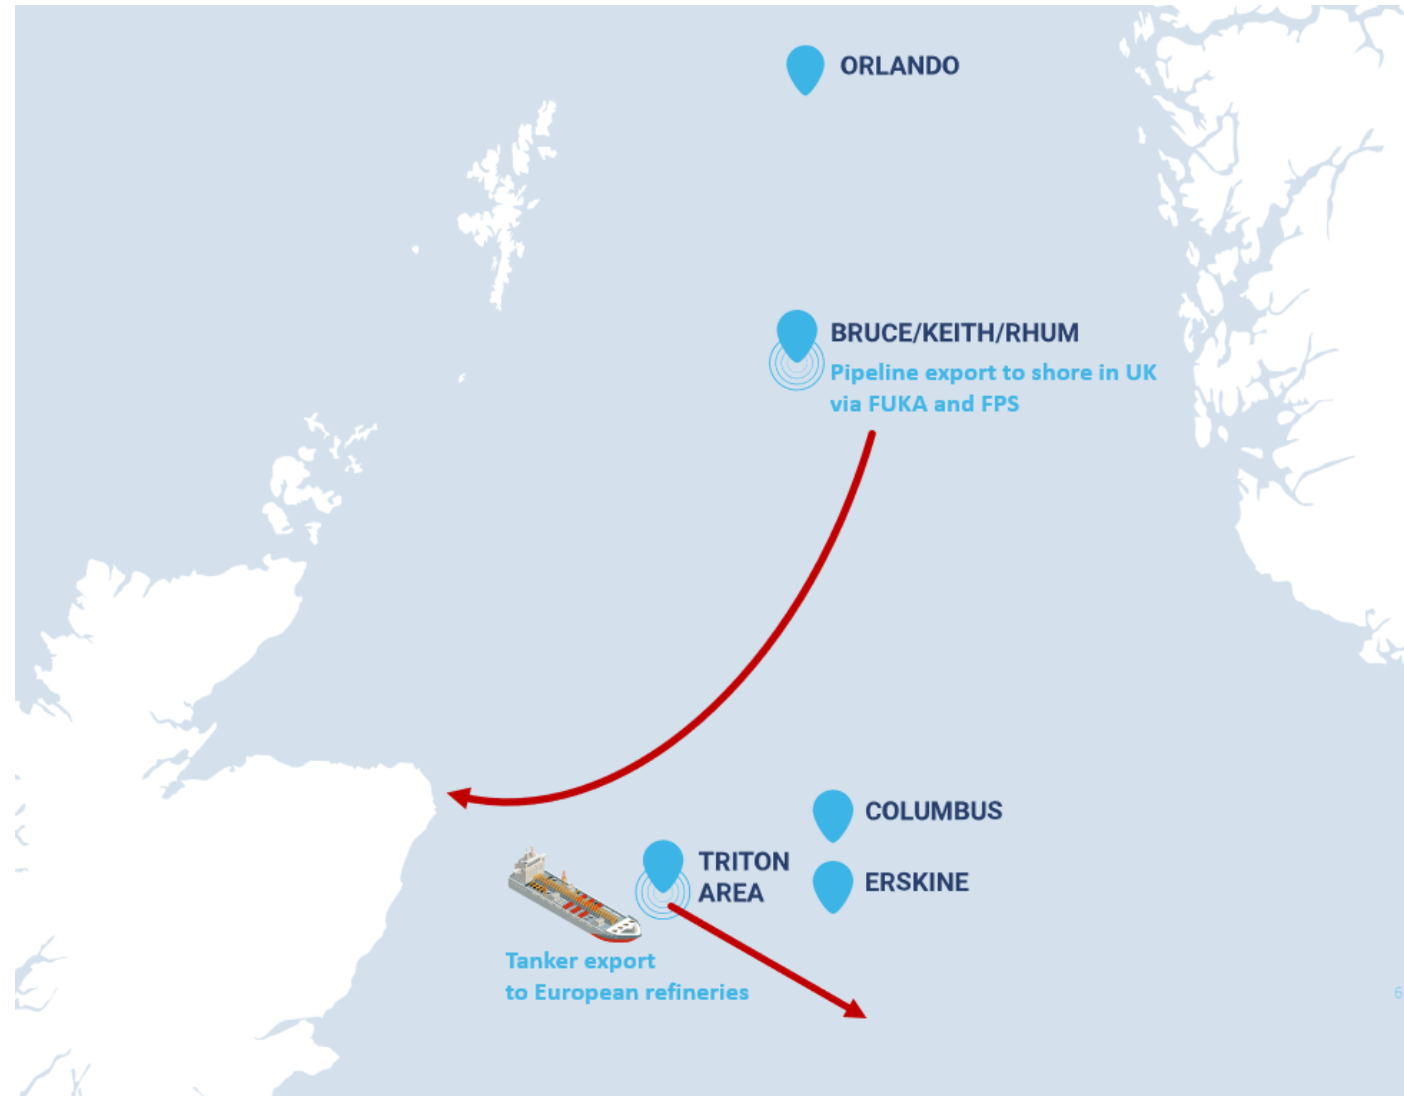 ORLANDO
BRUCE/KEITH/RHUM
Pipeline export to shore in UK
via FUKA and FPS
COLUMBUS
TRITON
AREA
ERSKINE
Tanker export
to European refineries
6